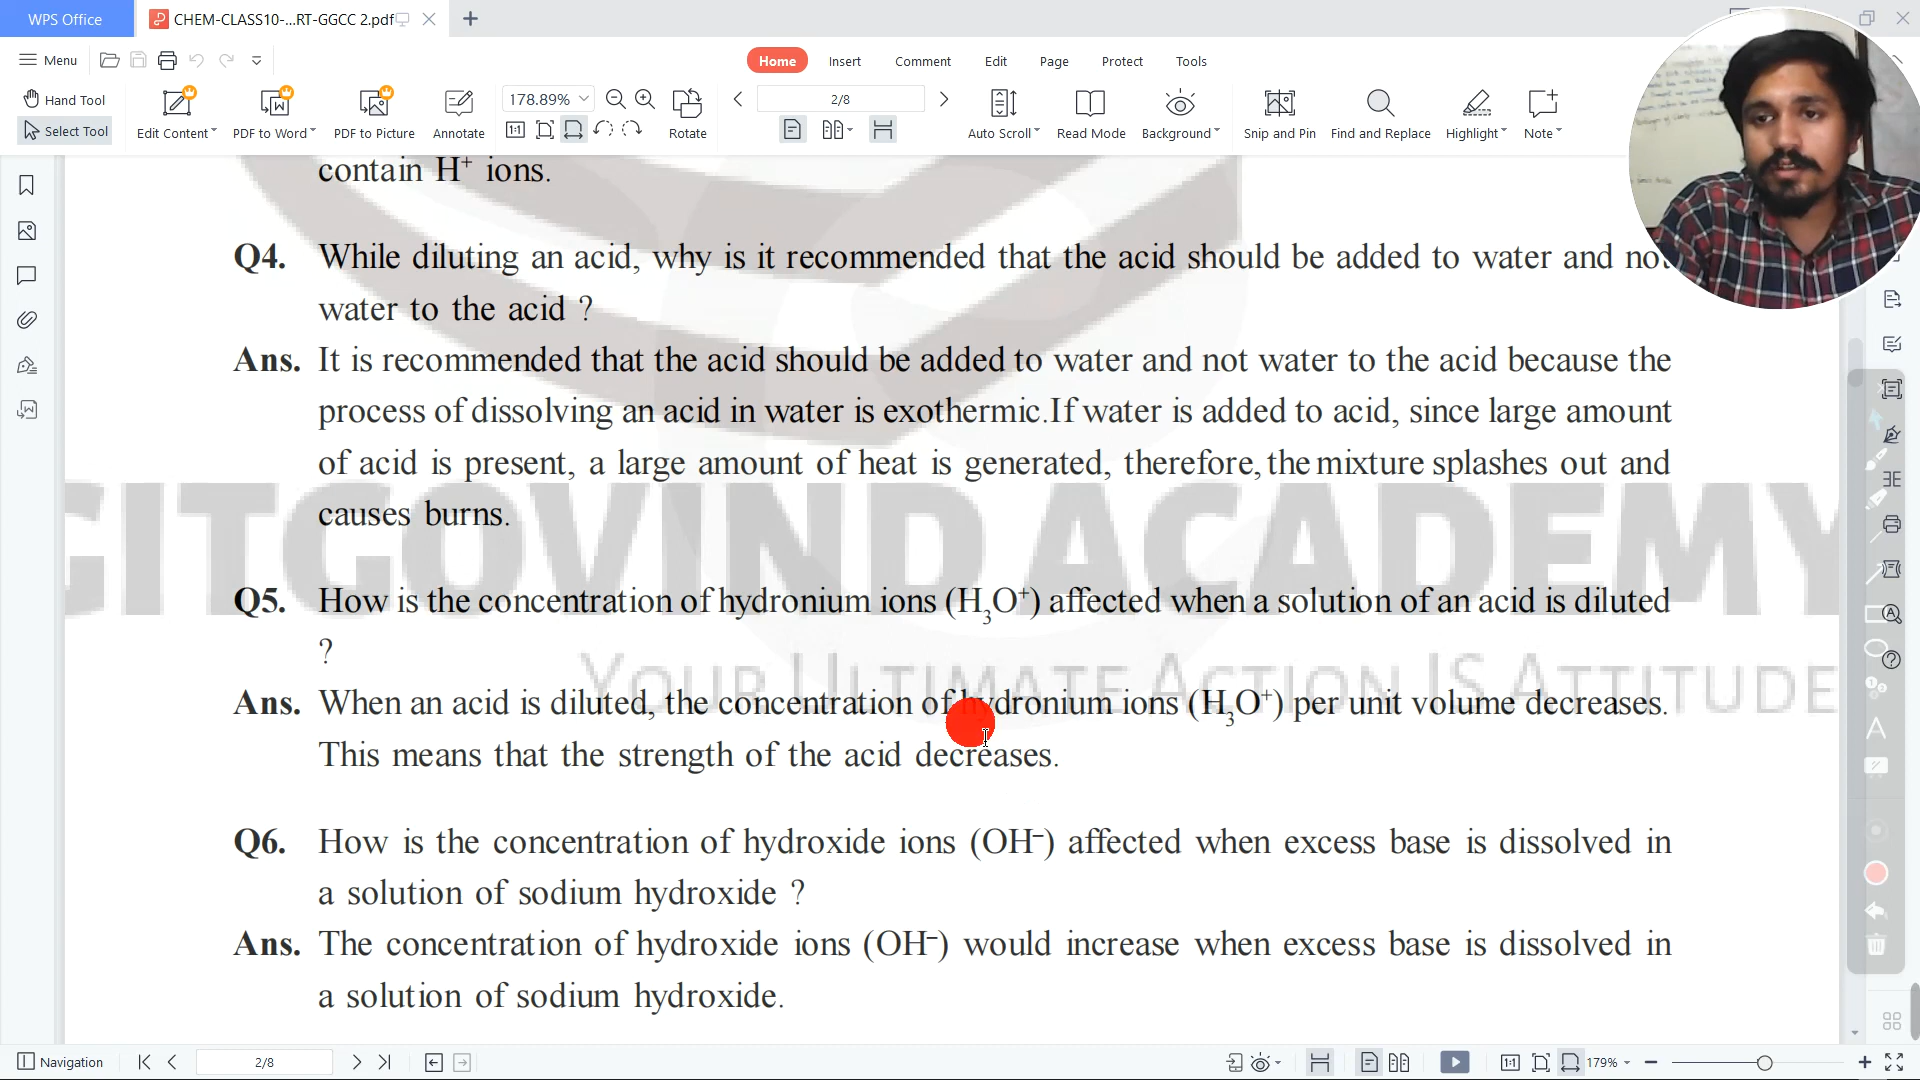 WPS Office
CHEM-CLASS10-...RT-GGCC 2.pdf
Menu
Home Insert Comment Edit Page Protect Tools
Hand Tool
Select Tool
Edit Content PDF to Word PDF to Picture Annotate
178.89%
Rotate
2/8
Auto Scroll Read Mode Background Snip and Pin Find and Replace Highlight Note
contain H⁺ ions.
Q4. While diluting an acid, why is it recommended that the acid should be added to water and not
water to the acid ?
Ans. It is recommended that the acid should be added to water and not water to the acid because the
process of dissolving an acid in water is exothermic.If water is added to acid, since large amount
of acid is present, a large amount of heat is generated, therefore, the mixture splashes out and
causes burns.
GITGOVIND ACADEMY
Q5. How is the concentration of hydronium ions (H₃O⁺) affected when a solution of an acid is diluted
?
YOUR ULTIMATE ACTION IS ATTITUDE
Ans. When an acid is diluted, the concentration of hydronium ions (H₃O⁺) per unit volume decreases.
This means that the strength of the acid decreases.
Q6. How is the concentration of hydroxide ions (OH⁻) affected when excess base is dissolved in
a solution of sodium hydroxide ?
Ans. The concentration of hydroxide ions (OH⁻) would increase when excess base is dissolved in
a solution of sodium hydroxide.
Navigation 2/8 179%